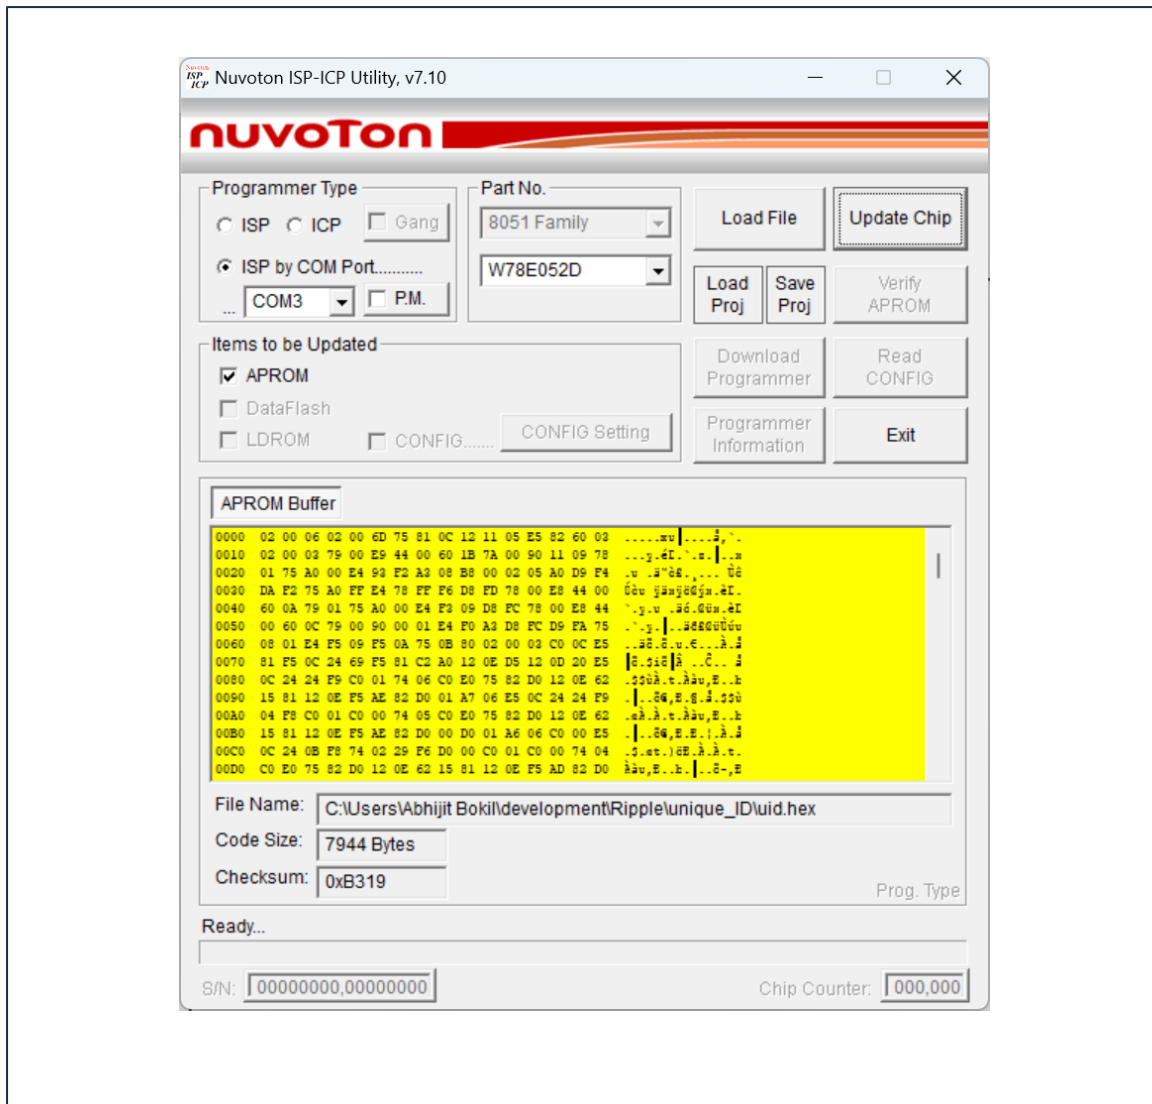 Nuvoton ISP-ICP Utility, v7.10
nuvoTon
Programmer Type
ISP ICP Gang
ISP by COM Port...........
... COM3 P.M.
Part No.
8051 Family
W78E052D
Load File
Update Chip
Load Proj
Save Proj
Verify APROM
Items to be Updated
APROM
DataFlash
LDROM CONFIG....... CONFIG Setting
Download Programmer
Read CONFIG
Programmer Information
Exit
APROM Buffer
0000 02 00 06 02 00 6D 75 81 0C 12 11 05 E5 82 60 03
0010 02 00 03 79 00 E9 44 00 60 1B 7A 00 90 11 09 78
0020 01 75 A0 00 E4 93 F2 A3 08 B8 00 02 05 A0 D9 F4
0030 DA F2 75 A0 FF E4 78 FF F6 D8 FD 78 00 E8 44 00
0040 60 0A 79 01 75 A0 00 E4 F3 09 D8 FC 78 00 E8 44
0050 00 60 0C 79 00 90 00 01 E4 F0 A3 D8 FC D9 FA 75
0060 08 01 E4 F5 09 F5 0A 75 0B 80 02 00 03 C0 0C E5
0070 81 F5 0C 24 69 F5 81 C2 A0 12 0E D5 12 0D 20 E5
0080 0C 24 24 F9 C0 01 74 06 C0 E0 75 82 D0 12 0E 62
0090 15 81 12 0E F5 AE 82 D0 01 A7 06 E5 0C 24 24 F9
00A0 04 F8 C0 01 C0 00 74 05 C0 E0 75 82 D0 12 0E 62
00B0 15 81 12 0E F5 AE 82 D0 00 D0 01 A6 06 C0 00 E5
00C0 0C 24 0B F8 74 02 29 F6 D0 00 C0 01 C0 00 74 04
00D0 C0 E0 75 82 D0 12 0E 62 15 81 12 0E F5 AD 82 D0
File Name: C:\Users\Abhijit Bokil\development\Ripple\unique_ID\uid.hex
Code Size: 7944 Bytes
Checksum: 0xB319
Prog. Type
Ready...
S/N: 00000000,00000000
Chip Counter: 000,000